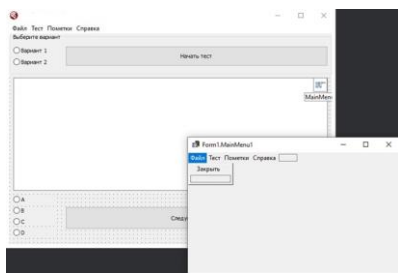 Файл Тест Пометки Справка
Выберите вариант
Вариант 1
Вариант 2
Начать тест
MainMen
A
B
C
D
Form1.MainMenu1
Файл Тест Пометки Справка
Закрыть